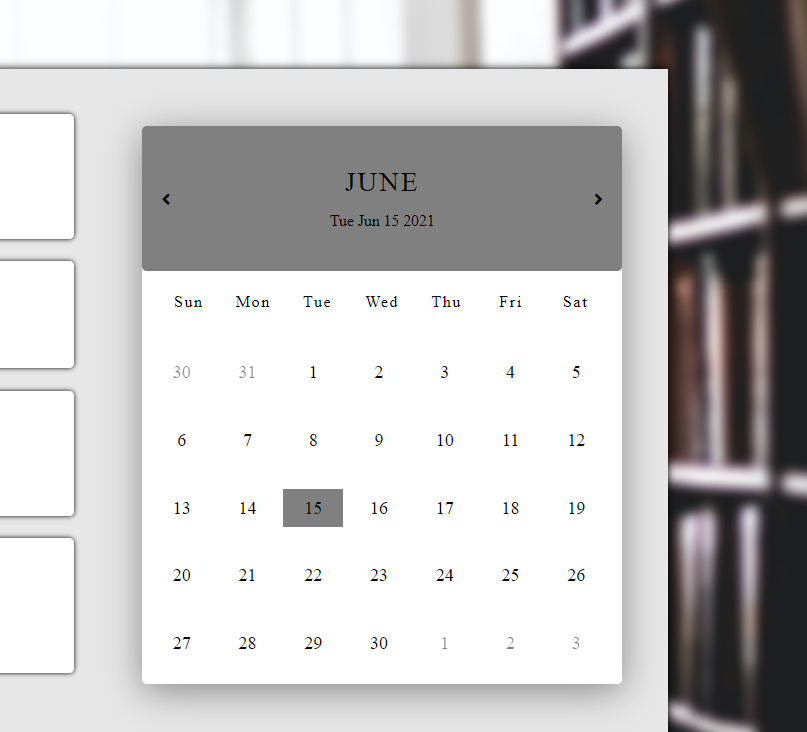 JUNE
Tue Jun 15 2021
Sun Mon Tue Wed Thu Fri Sat
30 31 1 2 3 4 5
6 7 8 9 10 11 12
13 14 15 16 17 18 19
20 21 22 23 24 25 26
27 28 29 30 1 2 3